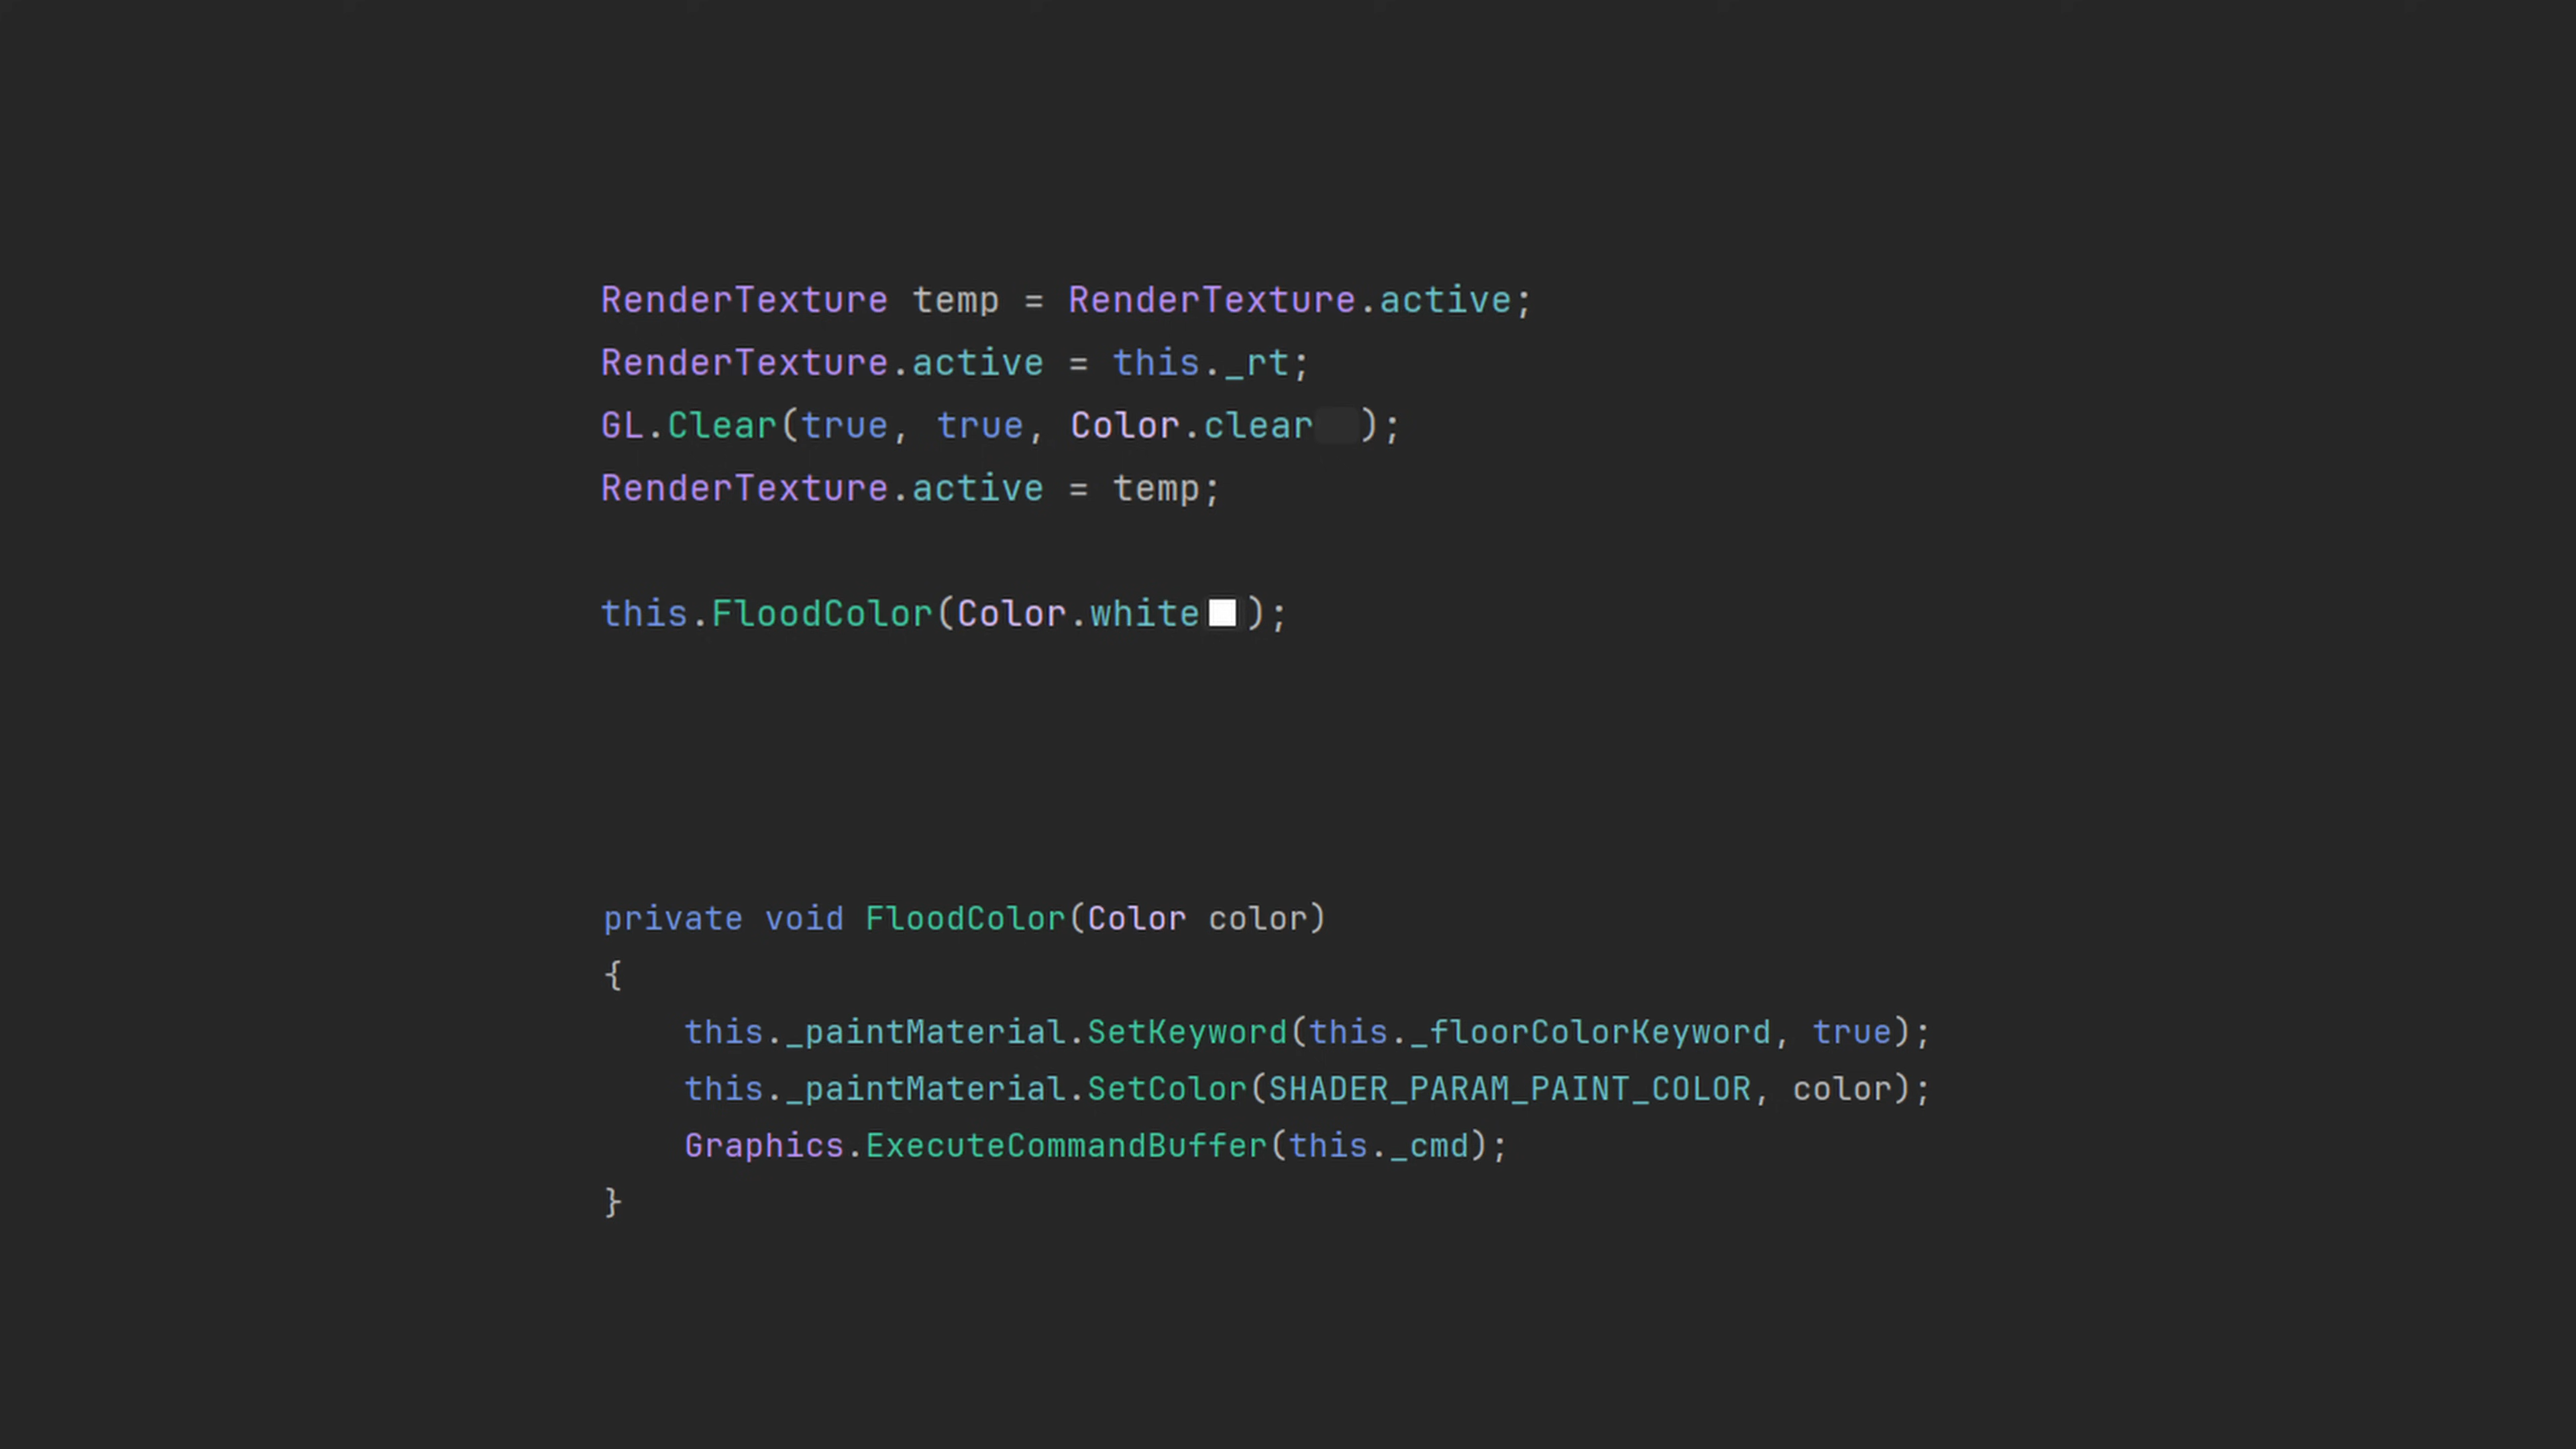 RenderTexture temp = RenderTexture.active;
RenderTexture.active = this._rt;
GL.Clear(true, true, Color.clear);
RenderTexture.active = temp;
this.FloodColor(Color.white);
private void FloodColor(Color color)
{
this._paintMaterial.SetKeyword(this._floorColorKeyword, true);
this._paintMaterial.SetColor(SHADER_PARAM_PAINT_COLOR, color);
Graphics.ExecuteCommandBuffer(this._cmd);
}